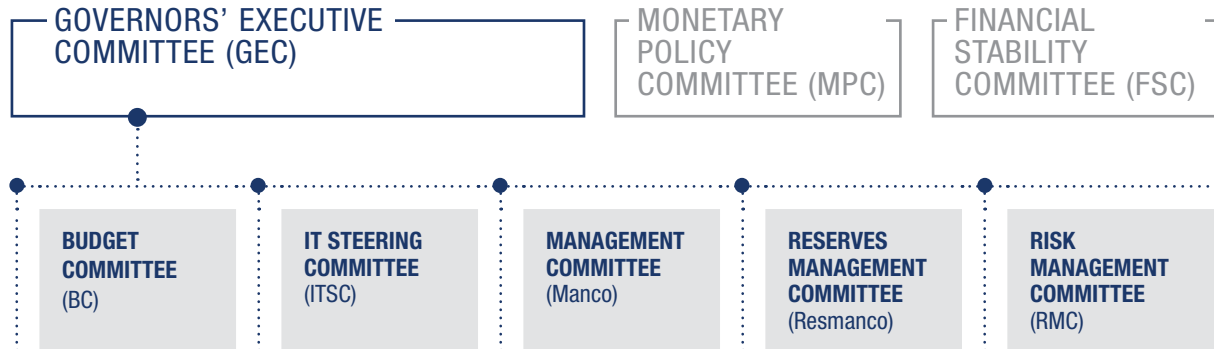 GOVERNORS’ EXECUTIVE
COMMITTEE (GEC)
MONETARY
POLICY
COMMITTEE (MPC)
FINANCIAL
STABILITY
COMMITTEE (FSC)
BUDGET
COMMITTEE
(BC)
IT STEERING
COMMITTEE
(ITSC)
MANAGEMENT
COMMITTEE
(Manco)
RESERVES
MANAGEMENT
COMMITTEE
(Resmanco)
RISK
MANAGEMENT
COMMITTEE
(RMC)